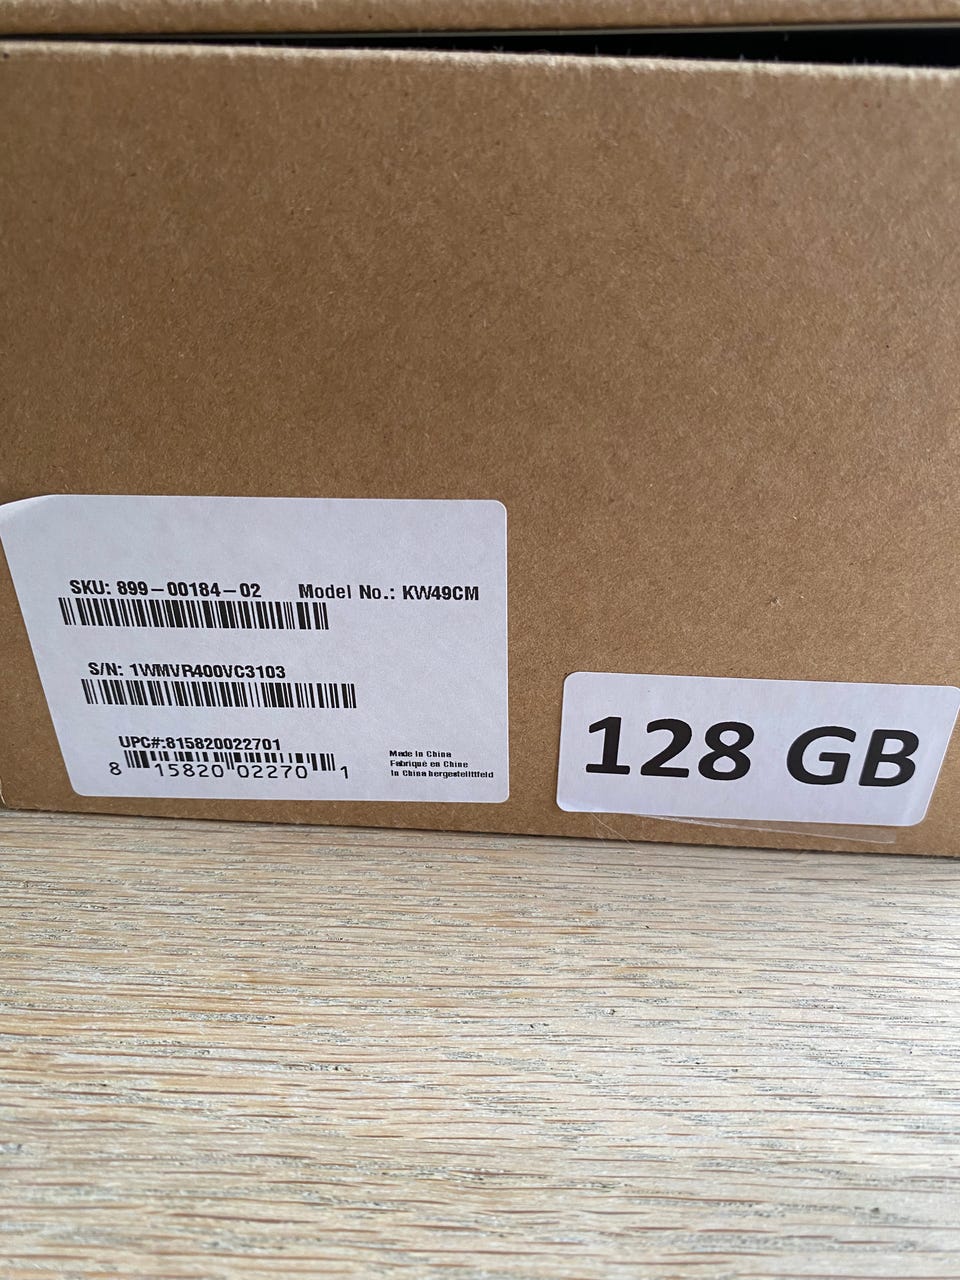 SKU: 899-00184-02 Model No.: KW49CM
S/N: 1WMVR400VC3103
UPC#:815820022701
8 15820 02270 1
Made in China
Fabriqué en Chine
In China hergestelltfeld
128 GB